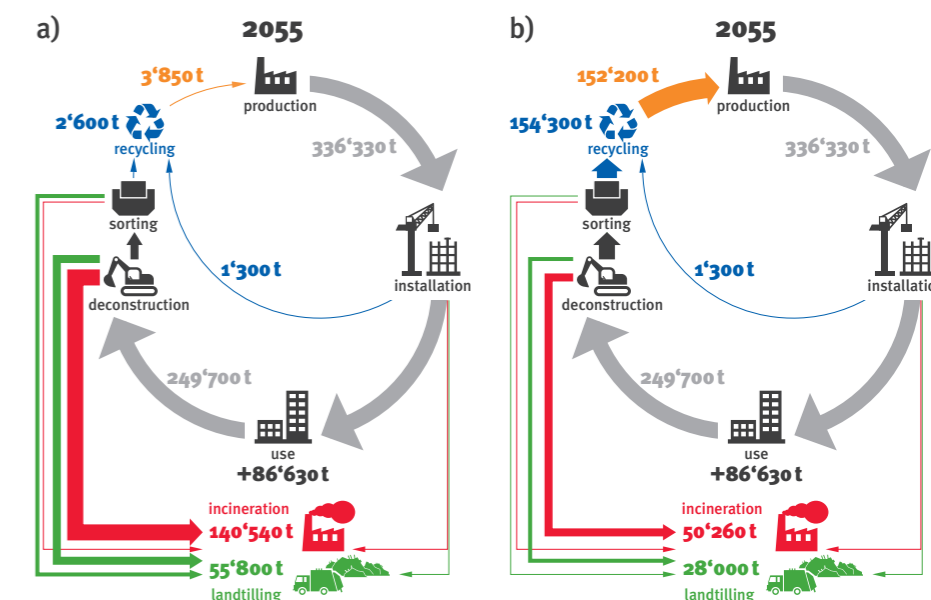 a)
2055
3‘850 t
production
2‘600 t
recycling
336‘330 t
sorting
1‘300 t
installation
deconstruction
249‘700 t
use
+86‘630 t
incineration
140‘540 t
55‘800 t
landtilling
b)
2055
152‘200 t
production
154‘300 t
recycling
336‘330 t
sorting
1‘300 t
install
deconstruction
249‘700 t
use
+86‘630 t
incineration
50‘260 t
28‘000 t
landtilling